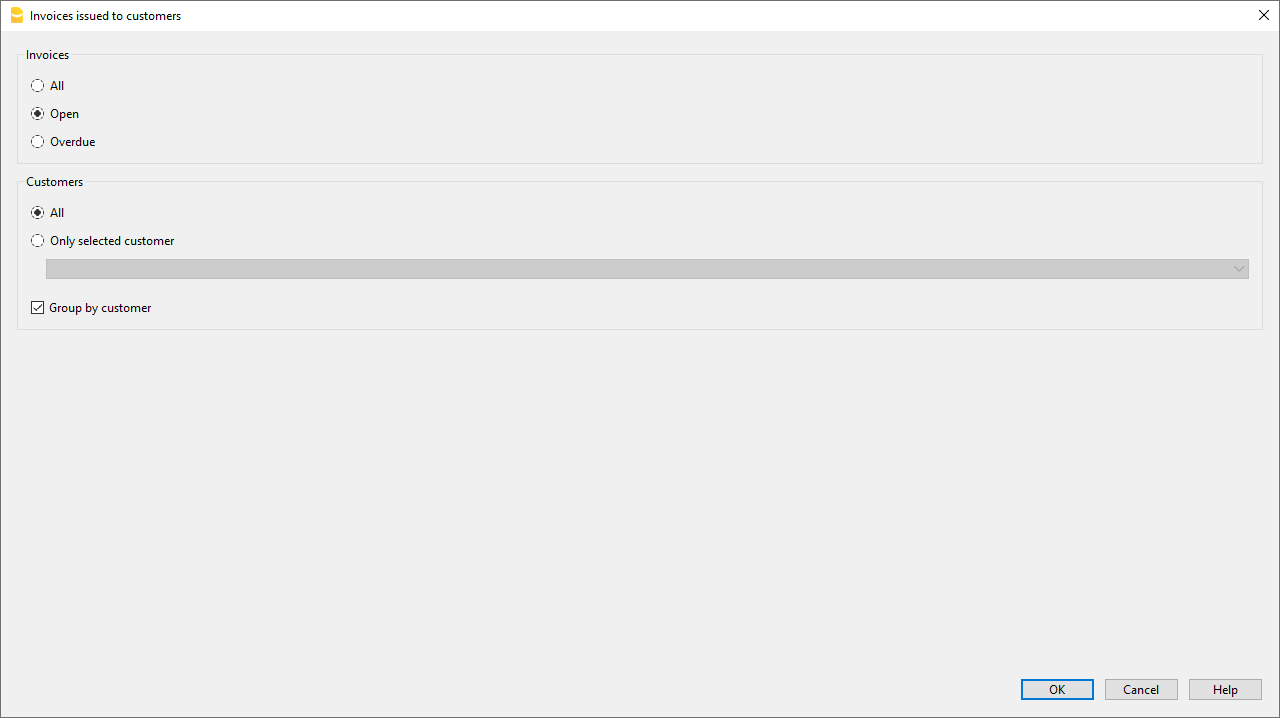 Invoices issued to customers
Invoices
All
Open
Overdue
Customers
All
Only selected customer
Group by customer
OK
Cancel
Help